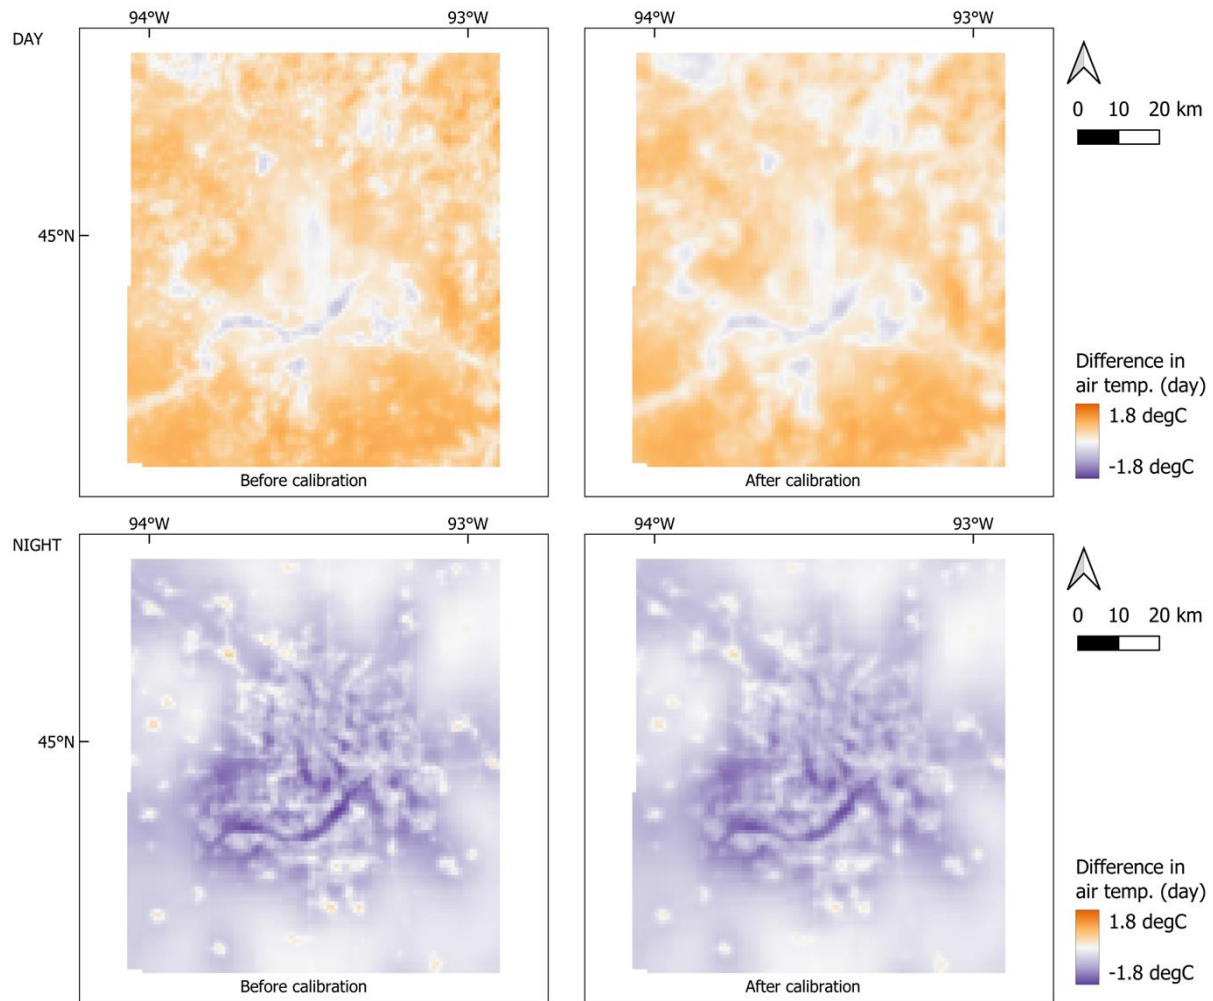 94°W 93°W 94°W 93°W
DAY
0 10 20 km
45°N
Difference in
air temp. (day)
1.8 degC
-1.8 degC
Before calibration After calibration
94°W 93°W 94°W 93°W
NIGHT
0 10 20 km
45°N
Difference in
air temp. (day)
1.8 degC
-1.8 degC
Before calibration After calibration